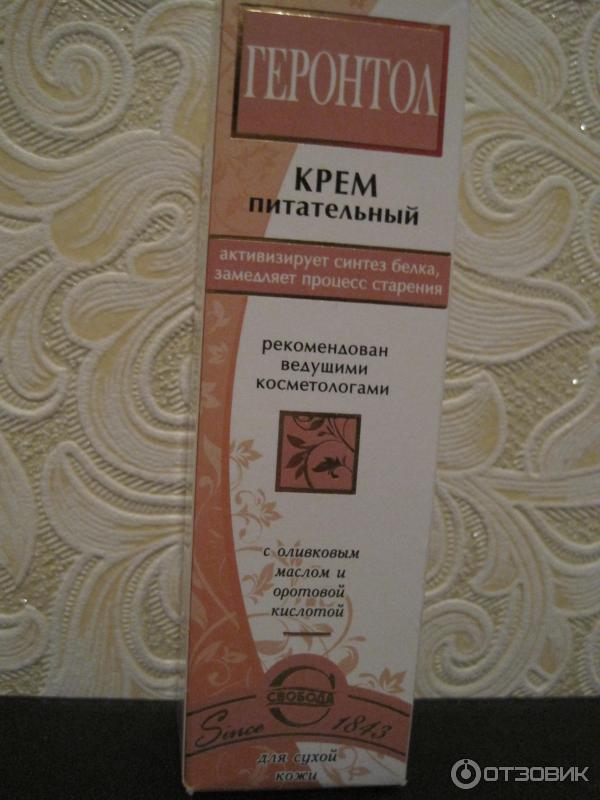 ГЕРОНТОЛ
КРЕМ
питательный
активизирует синтез белка,
замедляет процесс старения
рекомендован
ведущими
косметологами
с оливковым
маслом и
оротовой
кислотой
СВОБОДА
Since 1843
для сухой
кожи
ОТЗОВИК